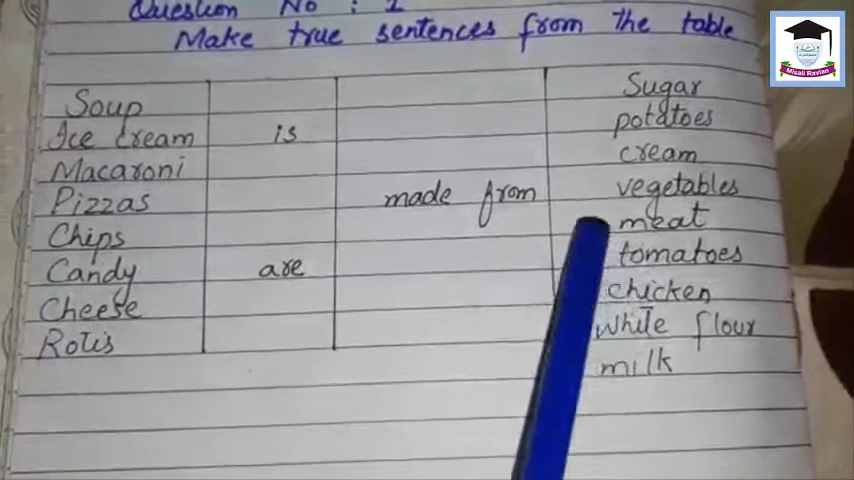 Question No : 1
Make true sentences from the table
Soup Sugar
Ice cream is potatoes
Macaroni cream
Pizzas made from vegetables
Chips meat
Candy are tomatoes
Cheese chicken
Rotis white flour
milk
Misali Ravian